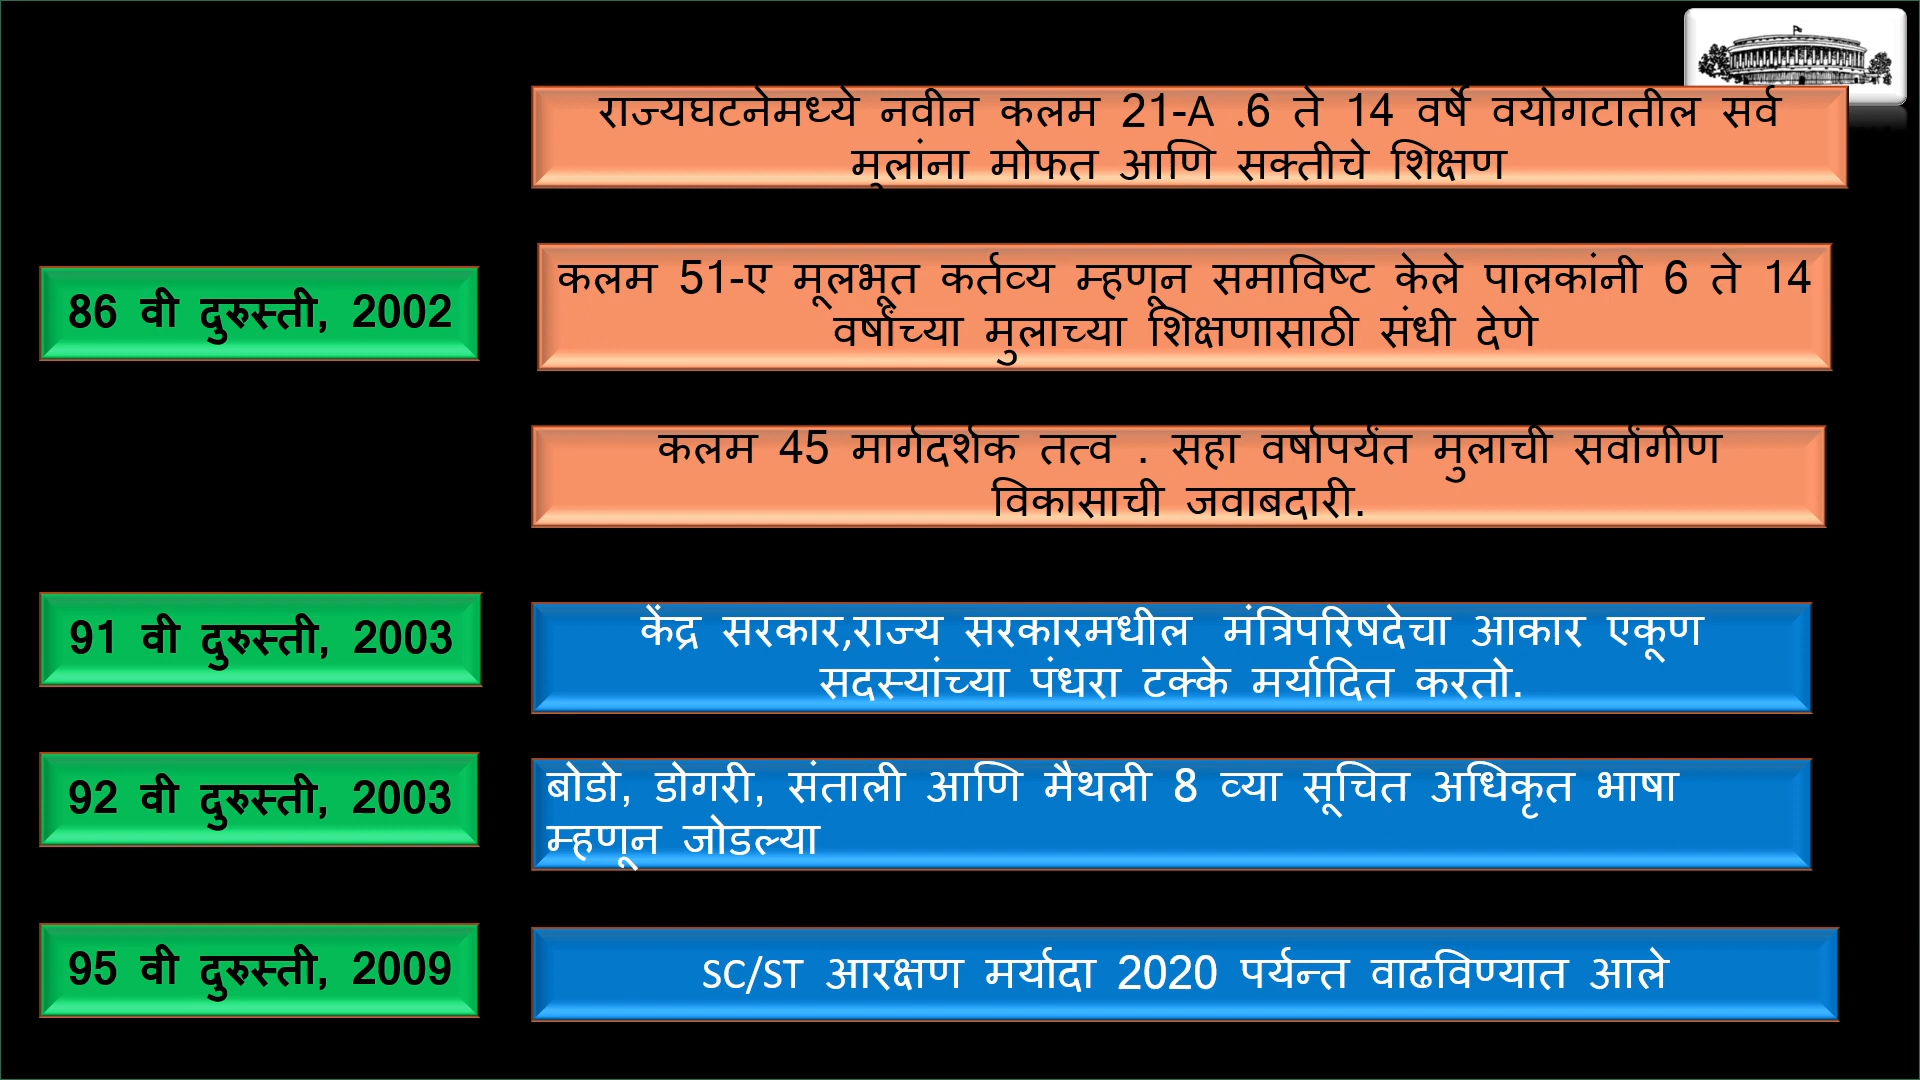 राज्यघटनेमध्ये नवीन कलम 21-A .6 ते 14 वर्षे वयोगटातील सर्व
मुलांना मोफत आणि सक्तीचे शिक्षण
86 वी दुरुस्ती, 2002
कलम 51-ए मूलभूत कर्तव्य म्हणून समाविष्ट केले पालकांनी 6 ते 14
वर्षांच्या मुलाच्या शिक्षणासाठी संधी देणे
कलम 45 मार्गदर्शक तत्व . सहा वर्षापर्यंत मुलाची सर्वांगीण
विकासाची जवाबदारी.
91 वी दुरुस्ती, 2003
केंद्र सरकार,राज्य सरकारमधील मंत्रिपरिषदेचा आकार एकूण
सदस्यांच्या पंधरा टक्के मर्यादित करतो.
92 वी दुरुस्ती, 2003
बोडो, डोगरी, संताली आणि मैथली 8 व्या सूचित अधिकृत भाषा
म्हणून जोडल्या
95 वी दुरुस्ती, 2009
SC/ST आरक्षण मर्यादा 2020 पर्यन्त वाढविण्यात आले